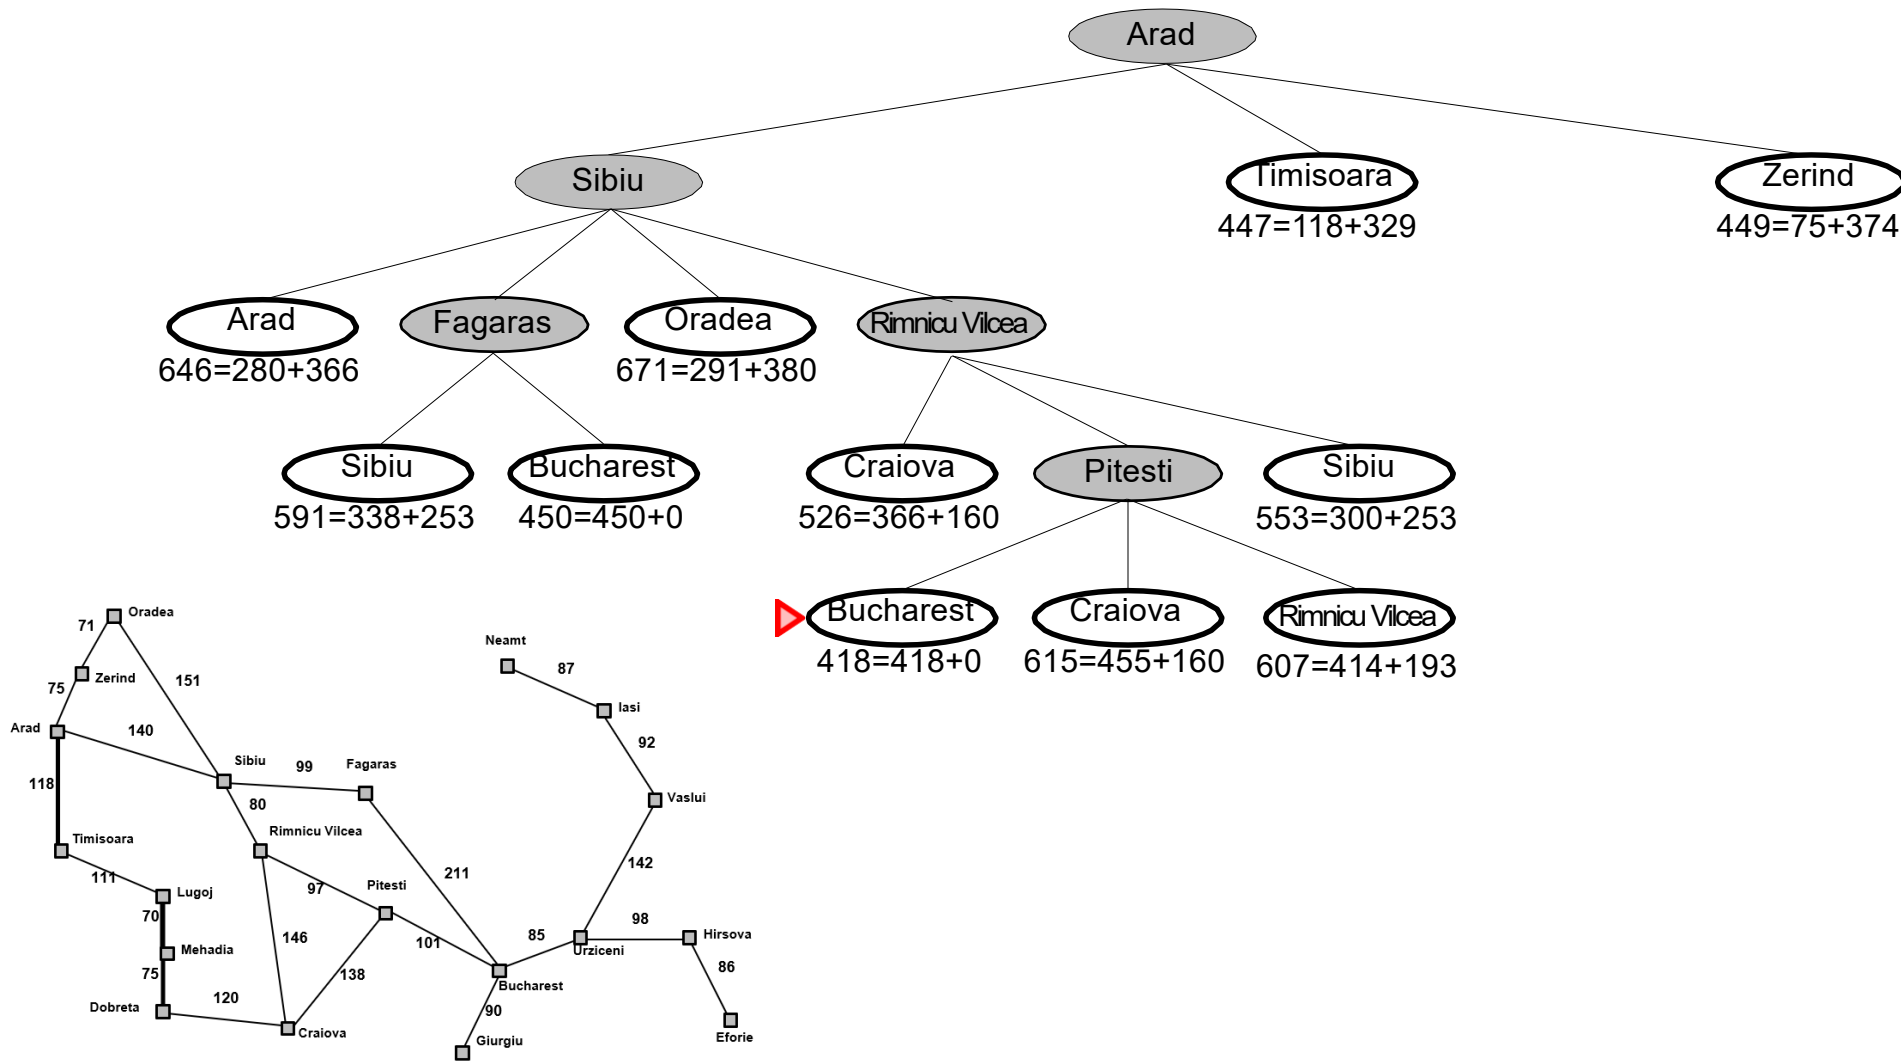 Arad
Sibiu
Timisoara
Zerind
447=118+329
449=75+374
Arad
Fagaras
Oradea
Rimnicu Vilcea
646=280+366
671=291+380
Sibiu
Bucharest
Craiova
Pitesti
Sibiu
591=338+253
450=450+0
526=366+160
553=300+253
Bucharest
Craiova
Rimnicu Vilcea
418=418+0
615=455+160
607=414+193
Oradea
71
Neamt
87
Zerind
75
151
Iasi
Arad
140
92
Sibiu
99
Fagaras
118
80
Vaslui
Timisoara
Rimnicu Vilcea
142
111
211
Lugoj
97
Pitesti
70
98
146
101
85
Hirsova
Mehadia
Urziceni
75
138
86
Dobreta
120
Bucharest
90
Craiova
Giurgiu
Eforie